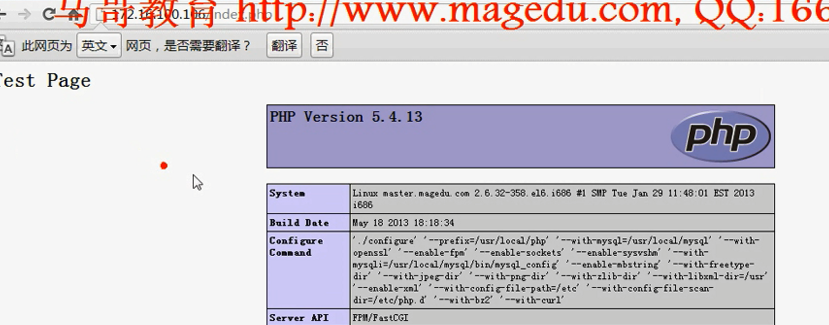 马哥教育 http://www.magedu.com, QQ:166
172.16.100.106/index.php
此网页为 英文 网页，是否需要翻译？ 翻译 否
Test Page
PHP Version 5.4.13
php
System Linux master.magedu.com 2.6.32-358.el6.i686 #1 SMP Tue Jan 29 11:48:01 EST 2013
i686
Build Date May 18 2013 18:18:34
Configure './configure' '--prefix=/usr/local/php' '--with-mysql=/usr/local/mysql' '--with-
Command openssl' '--enable-fpm' '--enable-sockets' '--enable-sysvshm' '--with-
mysqli=/usr/local/mysql/bin/mysql_config' '--enable-mbstring' '--with-freetype-
dir' '--with-jpeg-dir' '--with-png-dir' '--with-zlib-dir' '--with-libxml-dir=/usr'
'--enable-xml' '--with-config-file-path=/etc' '--with-config-file-scan-
dir=/etc/php.d' '--with-bz2' '--with-curl'
Server API FPM/FastCGI